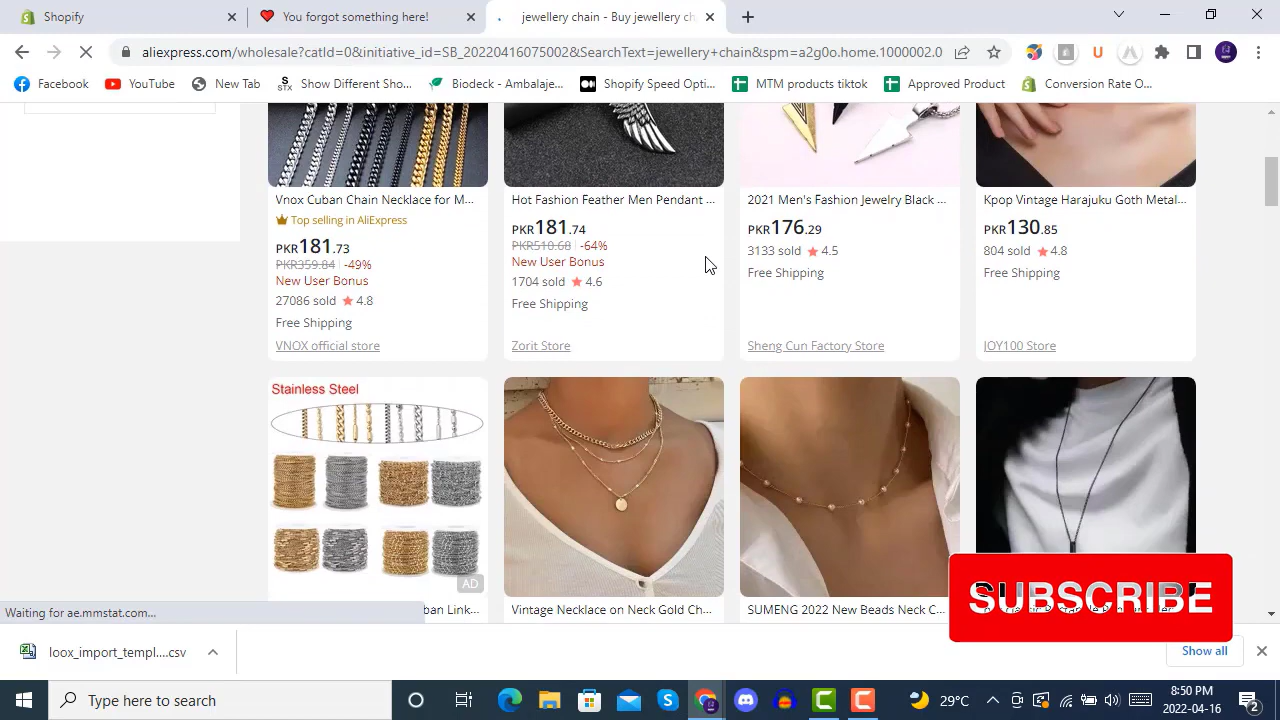 Shopify
You forgot something here!
jewellery chain - Buy jewellery ch
aliexpress.com/wholesale?catId=0&initiative_id=SB_20220416075002&SearchText=jewellery+chain&spm=a2g0o.home.1000002.0
Facebook
YouTube
New Tab
STX
Show Different Sho...
Biodeck - Ambalaje...
Shopify Speed Opti...
MTM products tiktok
Approved Product
Conversion Rate O...
Vnox Cuban Chain Necklace for M...
Top selling in AliExpress
PKR181.73
PKR359.84 -49%
New User Bonus
27086 sold 4.8
Free Shipping
VNOX official store
Hot Fashion Feather Men Pendant ...
PKR181.74
PKR510.68 -64%
New User Bonus
1704 sold 4.6
Free Shipping
Zorit Store
2021 Men's Fashion Jewelry Black ...
PKR176.29
3133 sold 4.5
Free Shipping
Sheng Cun Factory Store
Kpop Vintage Harajuku Goth Metal...
PKR130.85
804 sold 4.8
Free Shipping
JOY100 Store
Stainless Steel
AD
ban Link...
Vintage Necklace on Neck Gold Ch...
SUMENG 2022 New Beads Neck C...
SUBSCRIBE
Waiting for ae.mmstat.com...
loox_import_templ....csv
Show all
Type here to search
29°C
8:50 PM
2022-04-16
2